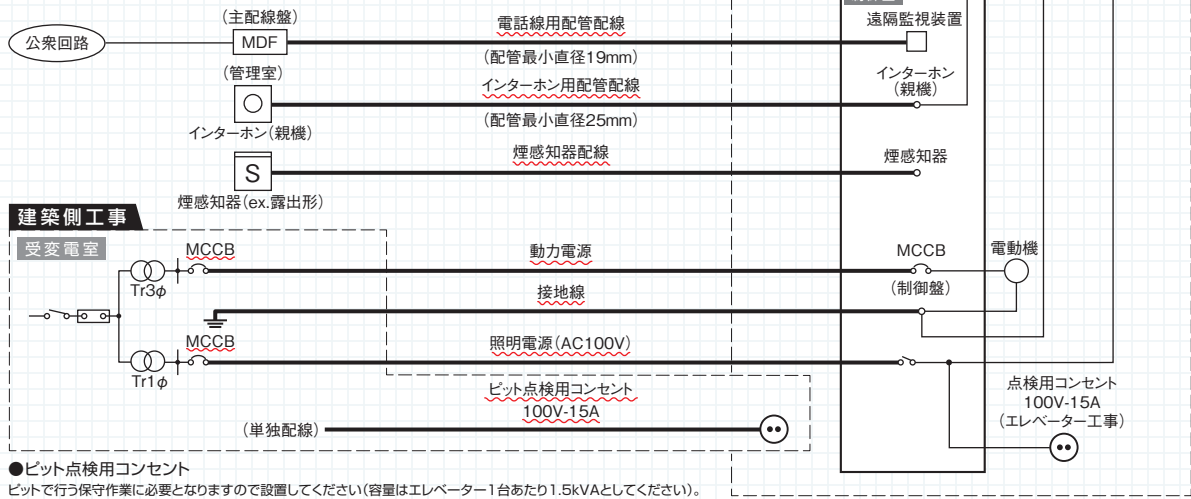 (主配線盤)
公衆回路
MDF
電話線用配管配線
(配管最小直径19mm)
遠隔監視装置
(管理室)
インターホン(親機)
インターホン用配管配線
(配管最小直径25mm)
インターホン
(親機)
S
煙感知器(ex.露出形)
煙感知器配線
煙感知器
建築側工事
受変電室
MCCB
動力電源
MCCB
(制御盤)
電動機
Tr3φ
接地線
MCCB
照明電源(AC100V)
Tr1φ
ピット点検用コンセント
100V-15A
(単独配線)
点検用コンセント
100V-15A
(エレベーター工事)
●ピット点検用コンセント
ピットで行う保守作業に必要となりますので設置してください(容量はエレベーター1台あたり1.5kVAとしてください)。